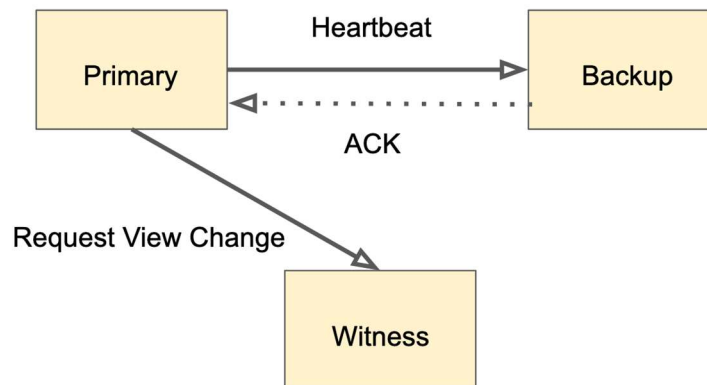 Heartbeat
Primary
Backup
ACK
Request View Change
Witness